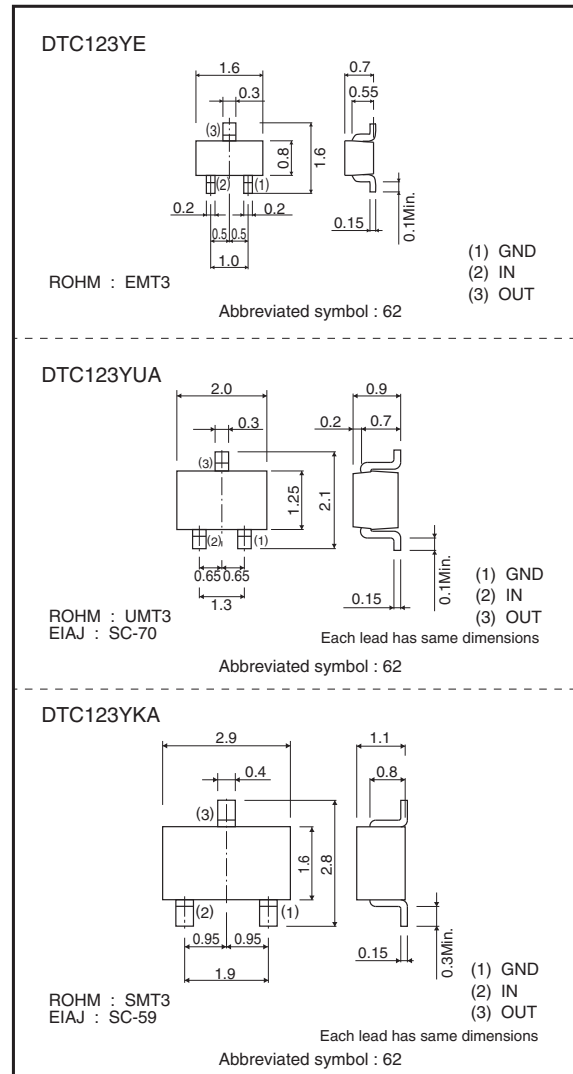 DTC123YE
1.6
0.7
0.3
0.55
(3)
0.8
1.6
(2)
(1)
0.2
0.2
0.15
0.1Min.
0.5 0.5
1.0
(1) GND
(2) IN
(3) OUT
ROHM : EMT3
Abbreviated symbol : 62
DTC123YUA
2.0
0.9
0.3
0.2
0.7
(3)
1.25
2.1
(2)
(1)
0.65 0.65
1.3
0.15
0.1Min.
(1) GND
(2) IN
(3) OUT
ROHM : UMT3
EIAJ : SC-70
Each lead has same dimensions
Abbreviated symbol : 62
DTC123YKA
2.9
1.1
0.4
0.8
(3)
1.6
2.8
(2)
(1)
0.95
0.95
1.9
0.15
0.3Min.
(1) GND
(2) IN
(3) OUT
ROHM : SMT3
EIAJ : SC-59
Each lead has same dimensions
Abbreviated symbol : 62